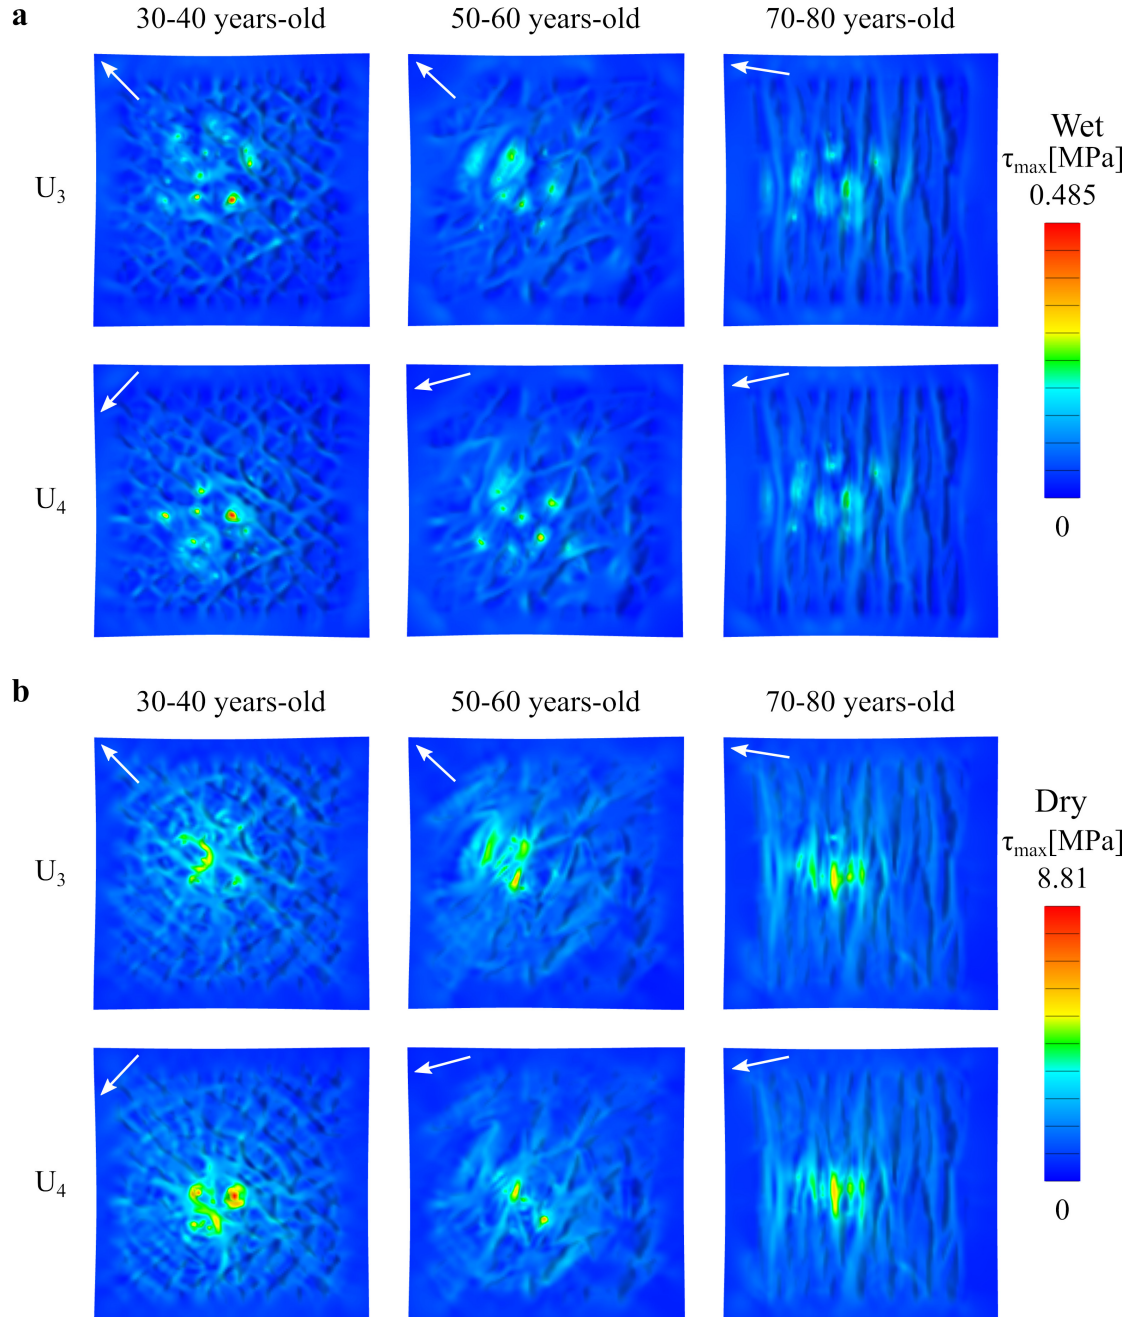 a
30-40 years-old 50-60 years-old 70-80 years-old
U3
Wet
τmax[MPa]
0.485
U4
0
b
30-40 years-old 50-60 years-old 70-80 years-old
U3
Dry
τmax[MPa]
8.81
U4
0